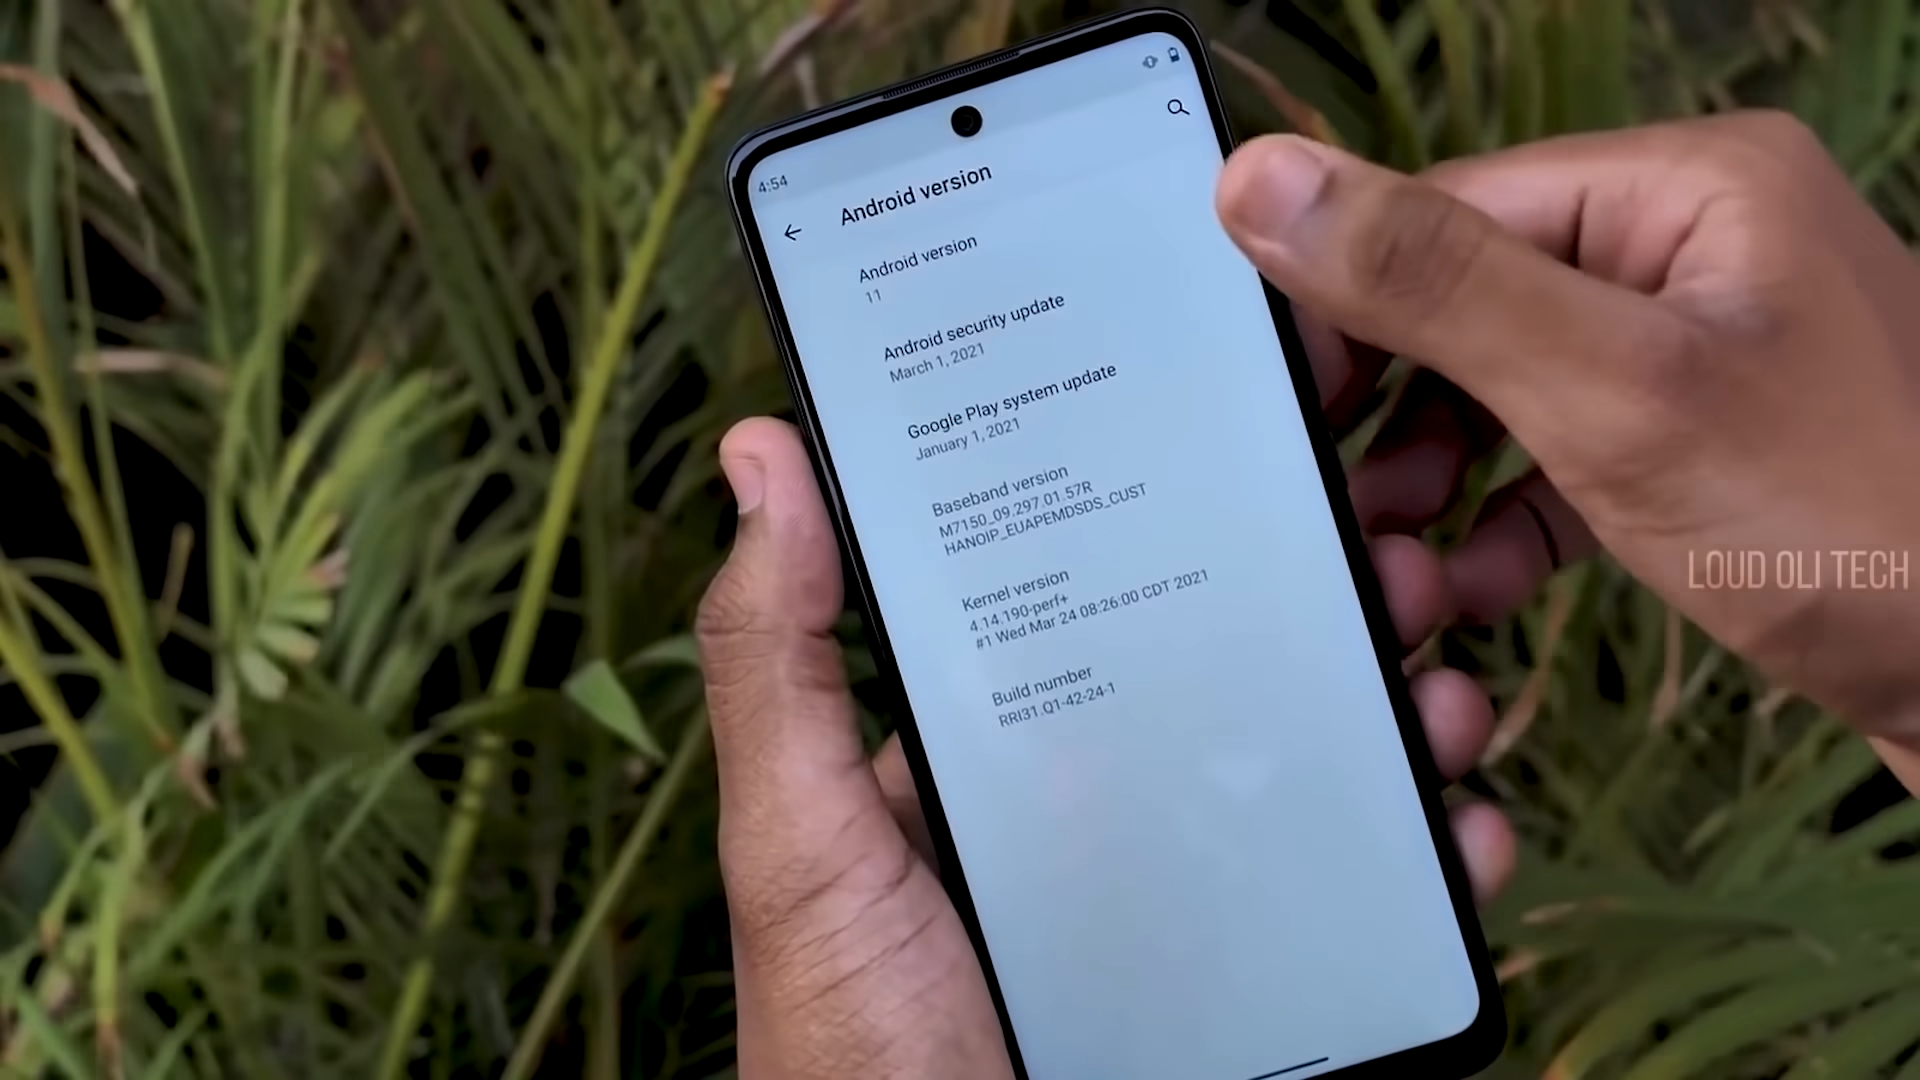 4:54
Android version
Android version
11
Android security update
March 1, 2021
Google Play system update
January 1, 2021
Baseband version
M7150_09.297.01.57R
HANOIP_EUAPEMDSDS_CUST
Kernel version
4.14.190-perf+
#1 Wed Mar 24 08:26:00 CDT 2021
Build number
RRI31.Q1-42-24-1
LOUD OLI TECH